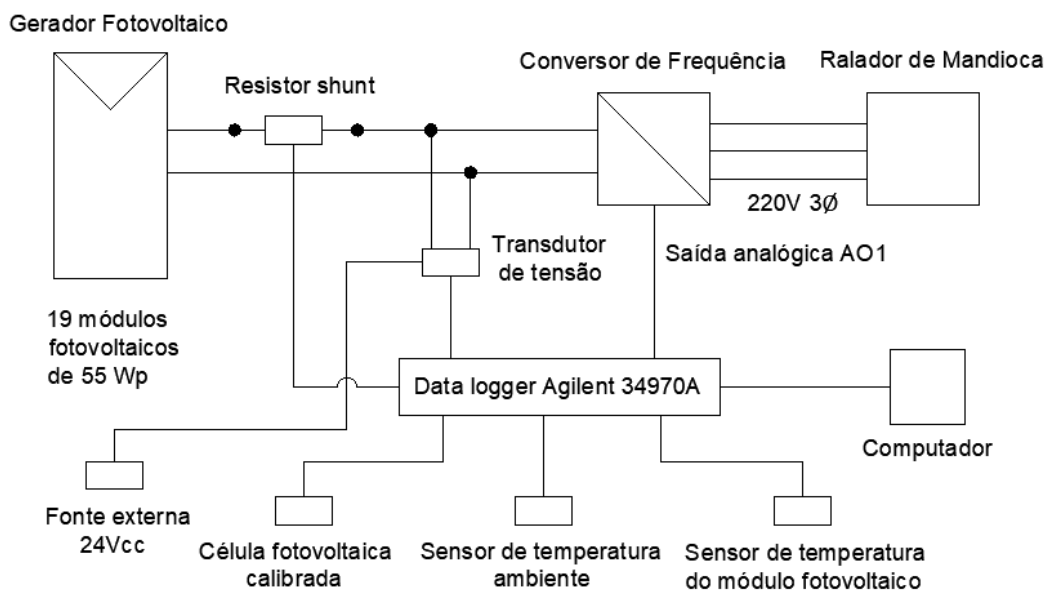 Gerador Fotovoltaico
Conversor de Frequência
Ralador de Mandioca
Resistor shunt
220V 3Ø
Transdutor
de tensão
Saída analógica AO1
19 módulos
fotovoltaicos
de 55 Wp
Data logger Agilent 34970A
Computador
Fonte externa
24Vcc
Célula fotovoltaica
calibrada
Sensor de temperatura
ambiente
Sensor de temperatura
do módulo fotovoltaico